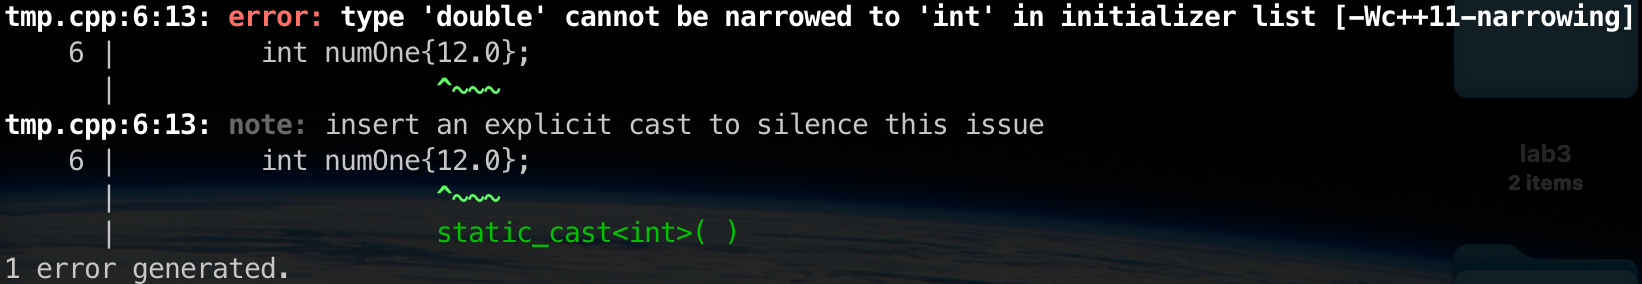 tmp.cpp:6:13: error: type 'double' cannot be narrowed to 'int' in initializer list [-Wc++11-narrowing]
    6 |         int numOne{12.0};
      |                    ^~~~
tmp.cpp:6:13: note: insert an explicit cast to silence this issue
    6 |         int numOne{12.0};
      |                    ^~~~
      |                    static_cast<int>( )
1 error generated.
lab3
2 items